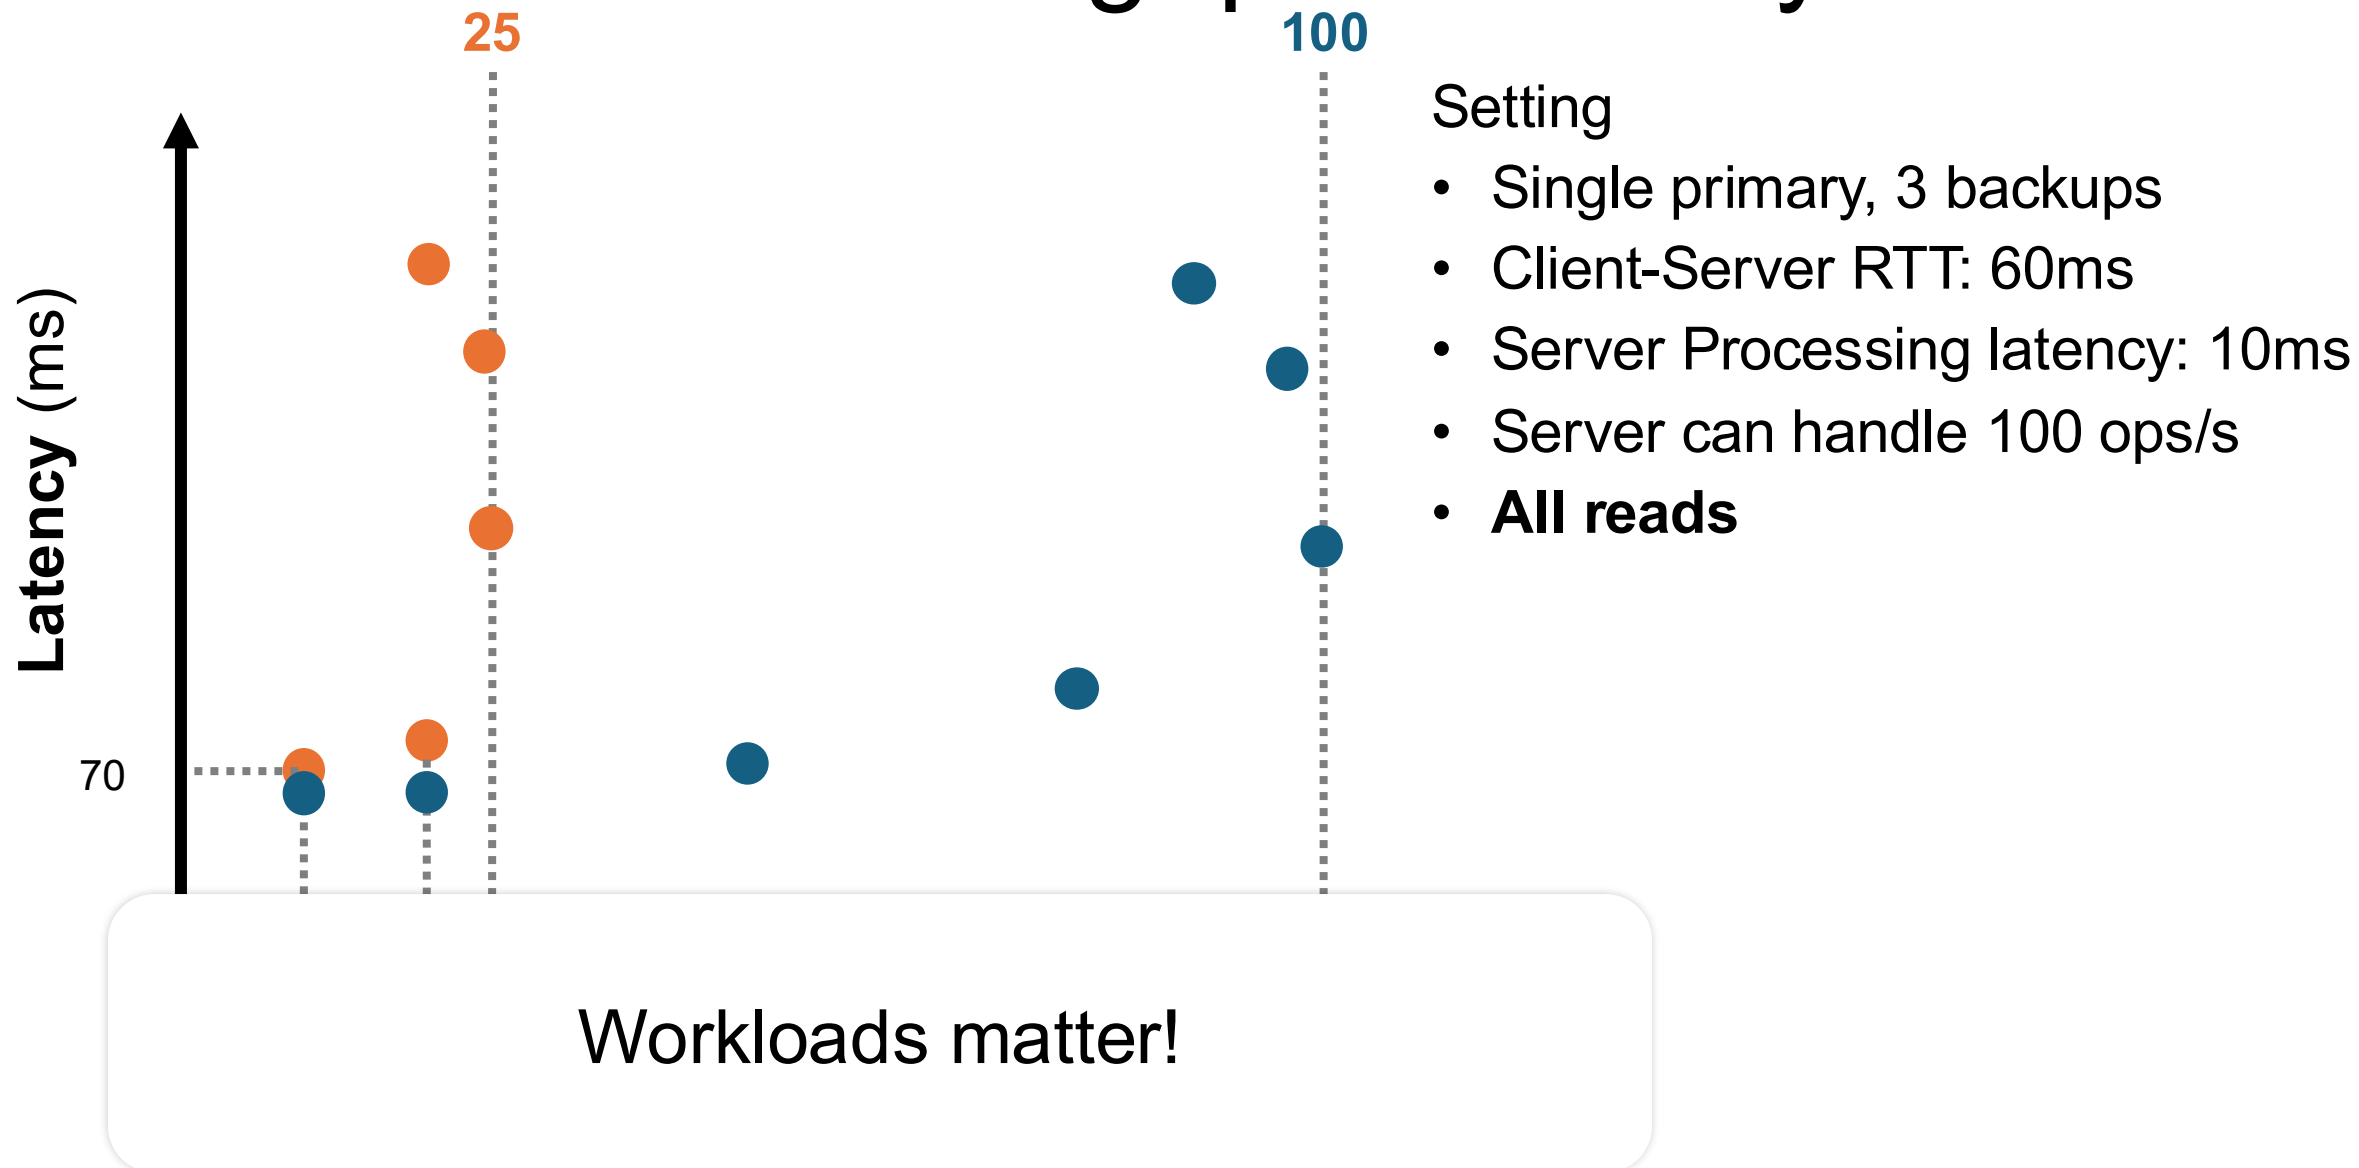 25
100
Latency (ms)
70
Setting
• Single primary, 3 backups
• Client-Server RTT: 60ms
• Server Processing latency: 10ms
• Server can handle 100 ops/s
• All reads
Workloads matter!